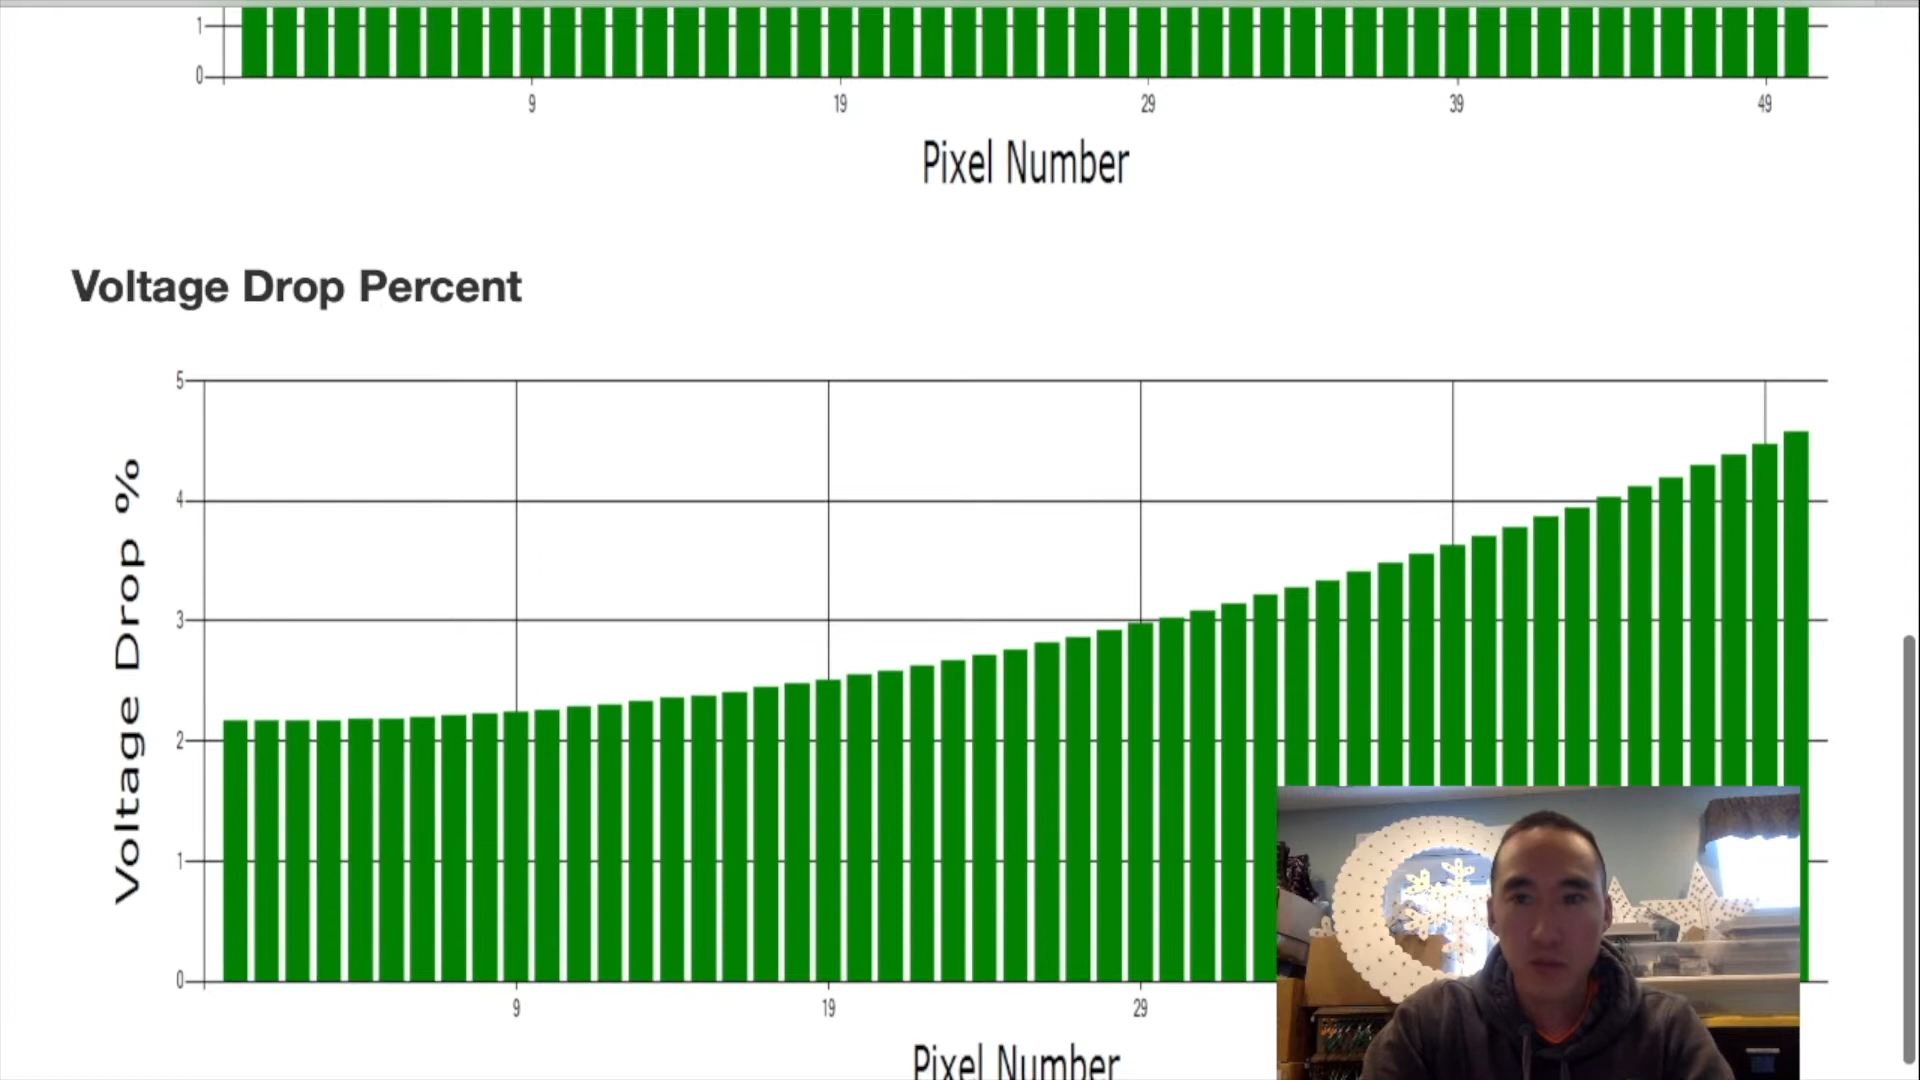 1
0
9 19 29 39 49
Pixel Number
Voltage Drop Percent
5
4
3
2
1
0
Voltage Drop %
9 19 29
Pixel Number